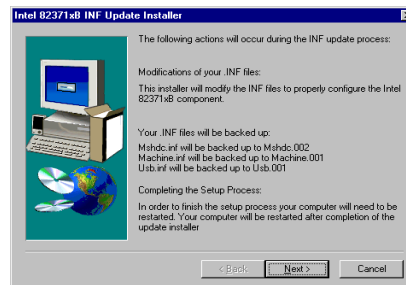 Intel 82371xB INF Update Installer
The following actions will occur during the INF update process:
Modifications of your .INF files:
This installer will modify the INF files to properly configure the Intel
82371xB component.
Your .INF files will be backed up:
Mshdc.inf will be backed up to Mshdc.002
Machine.inf will be backed up to Machine.001
Usb.inf will be backed up to Usb.001
Completing the Setup Process:
In order to finish the setup process your computer will need to be
restarted. Your computer will be restarted after completion of the
update installer
< Back
Next >
Cancel